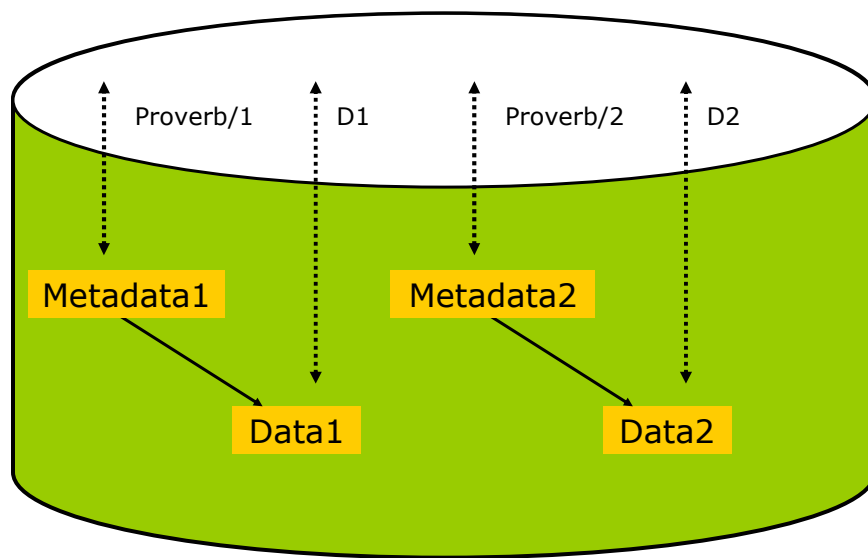 Proverb/1
D1
Proverb/2
D2
Metadata1
Metadata2
Data1
Data2